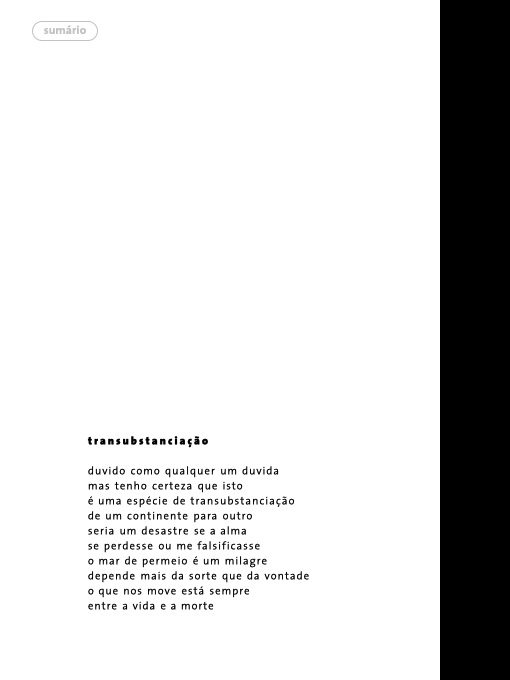 sumário
transubstanciação
duvido como qualquer um duvida
mas tenho certeza que isto
é uma espécie de transubstanciação
de um continente para outro
seria um desastre se a alma
se perdesse ou me falsificasse
o mar de permeio é um milagre
depende mais da sorte que da vontade
o que nos move está sempre
entre a vida e a morte